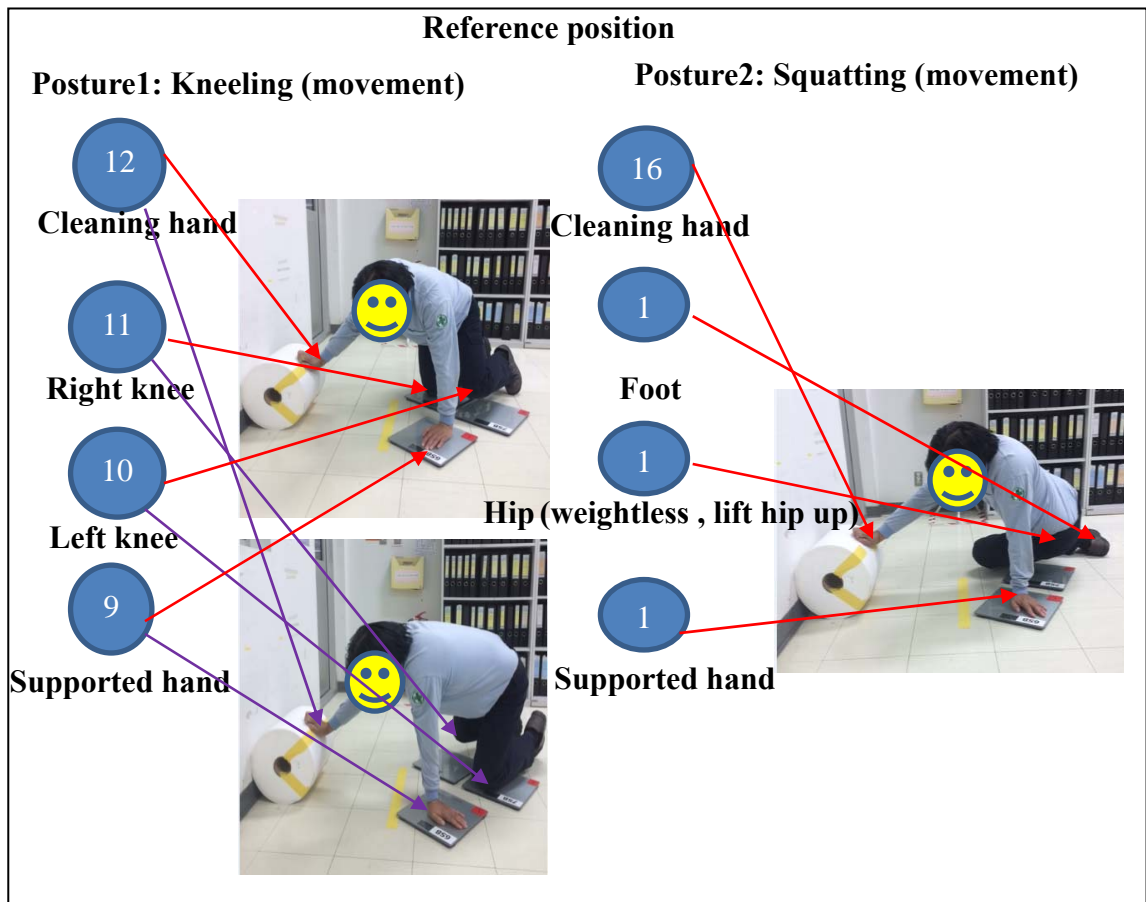 Reference position
Posture1: Kneeling (movement)
12
Cleaning hand
11
Right knee
10
Left knee
9
Supported hand
Posture2: Squatting (movement)
16
Cleaning hand
1
Foot
1
Hip (weightless , lift hip up)
1
Supported hand